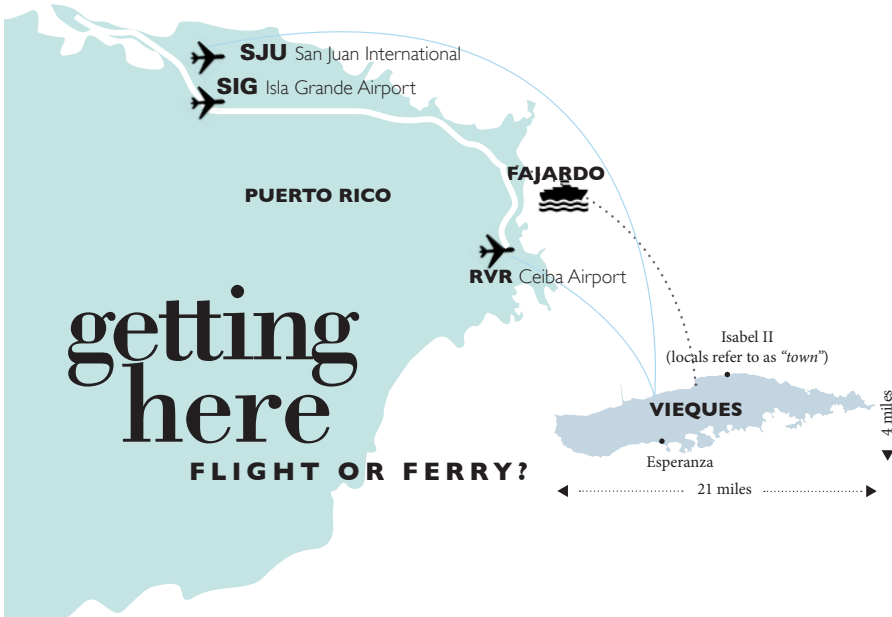 SJU San Juan International
SIG Isla Grande Airport
FAJARDO
PUERTO RICO
RVR Ceiba Airport
getting
here
FLIGHT OR FERRY?
Isabel II
(locals refer to as “town”)
VIEQUES
4 miles
Esperanza
21 miles